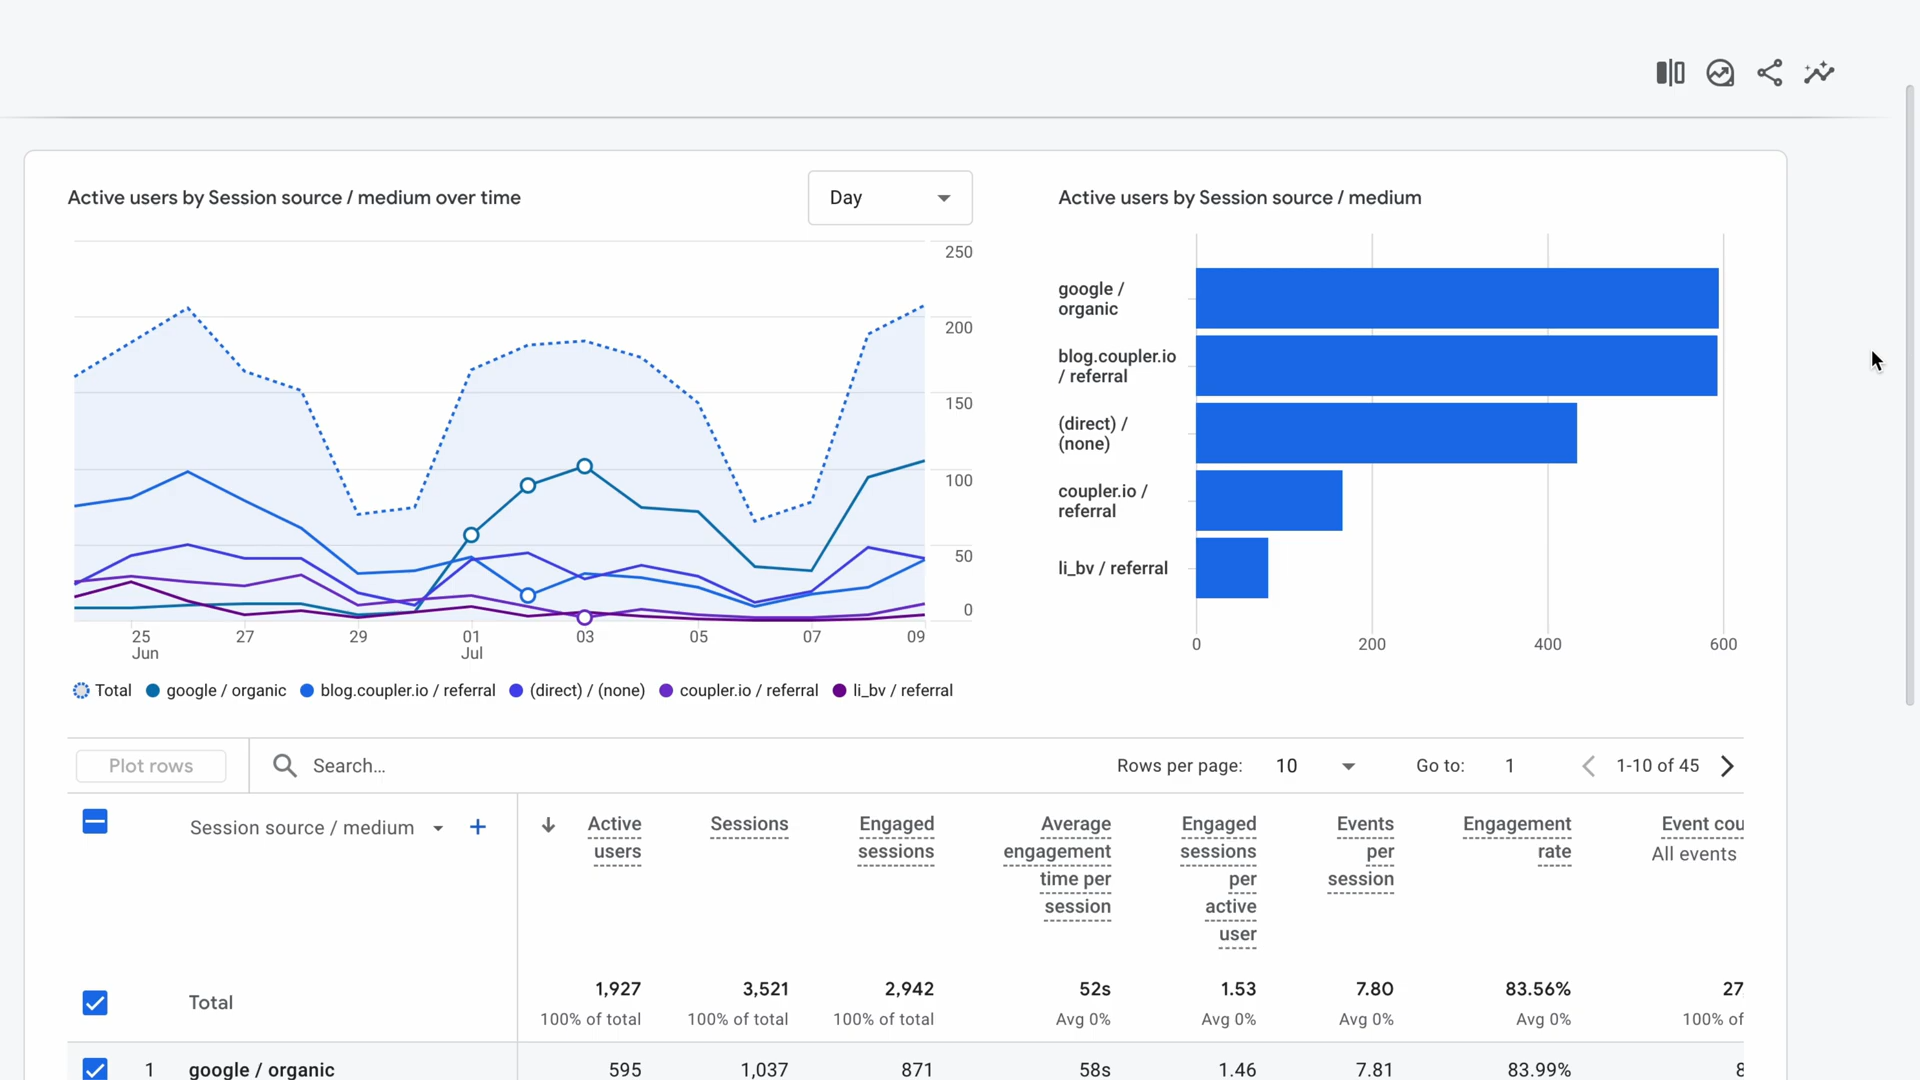 Active users by Session source / medium over time
Day
250
200
150
100
50
0
25 Jun
27
29
01 Jul
03
05
07
09
Total
google / organic
blog.coupler.io / referral
(direct) / (none)
coupler.io / referral
li_bv / referral
Active users by Session source / medium
google /
organic
blog.coupler.io
/ referral
(direct) /
(none)
coupler.io /
referral
li_bv / referral
0
200
400
600
Plot rows
Search...
Rows per page:
10
Go to:
1
1-10 of 45
Session source / medium
Active
users
Sessions
Engaged
sessions
Average
engagement
time per
session
Engaged
sessions
per
active
user
Events
per
session
Engagement
rate
Event cou
All events
Total
1,927
3,521
2,942
52s
1.53
7.80
83.56%
27,
100% of total
100% of total
100% of total
Avg 0%
Avg 0%
Avg 0%
Avg 0%
100% of
1
google / organic
595
1,037
871
58s
1.46
7.81
83.99%
8